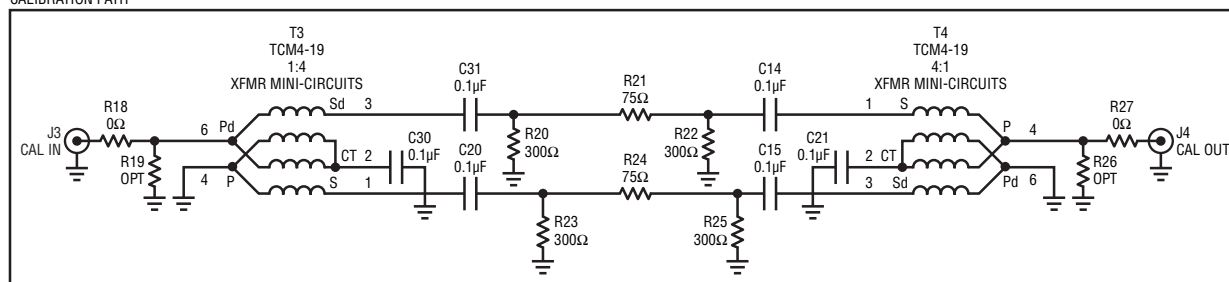 CALIBRATION PATH
T3
TCM4-19
1:4
XFMR MINI-CIRCUITS
T4
TCM4-19
4:1
XFMR MINI-CIRCUITS
J3
CAL IN
R18
0Ω
R19
OPT
6 Pd
4 P
Sd 3
CT 2
S 1
C30
0.1µF
C31
0.1µF
C20
0.1µF
R20
300Ω
R23
300Ω
R21
75Ω
R24
75Ω
R22
300Ω
R25
300Ω
C14
0.1µF
C15
0.1µF
C21
0.1µF
1 S
2 CT
3 Sd
P 4
Pd 6
R26
OPT
R27
0Ω
J4
CAL OUT